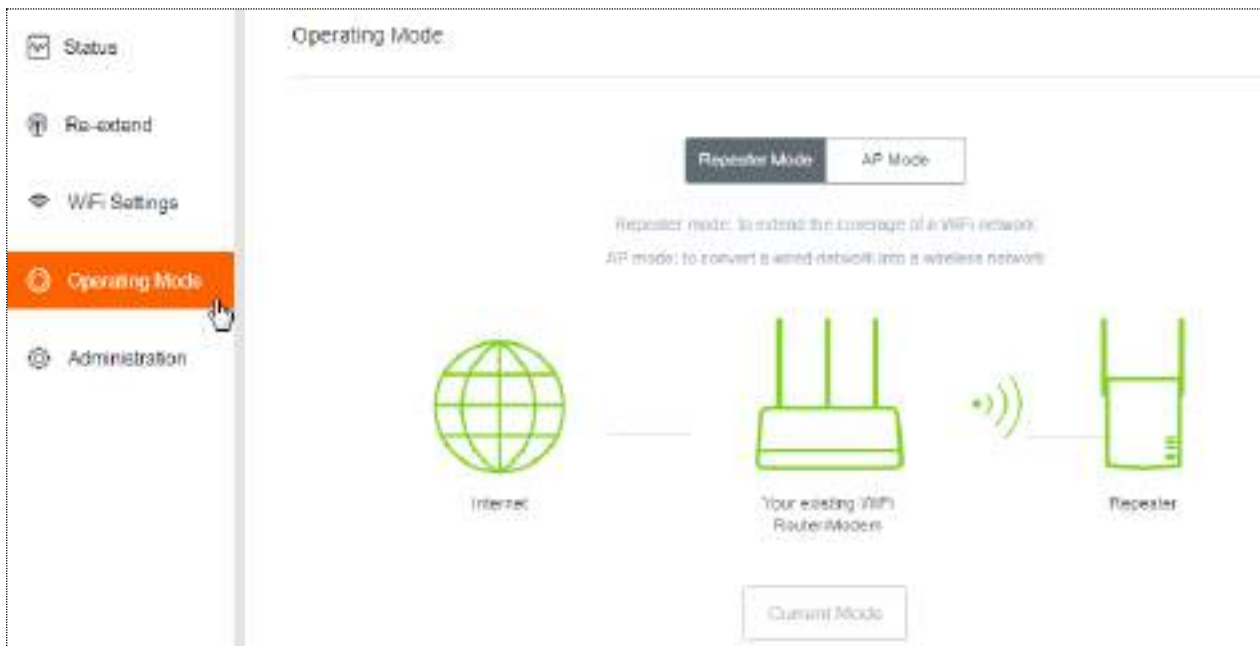 Status
Operating Mode
Re-extend
Repeater Mode
AP Mode
WiFi Settings
Repeater mode: to extend the coverage of a WiFi network
AP mode: to convert a wired network into a wireless network
Operating Mode
Administration
Internet
Your existing WiFi
Router/Modem
Repeater
Current Mode